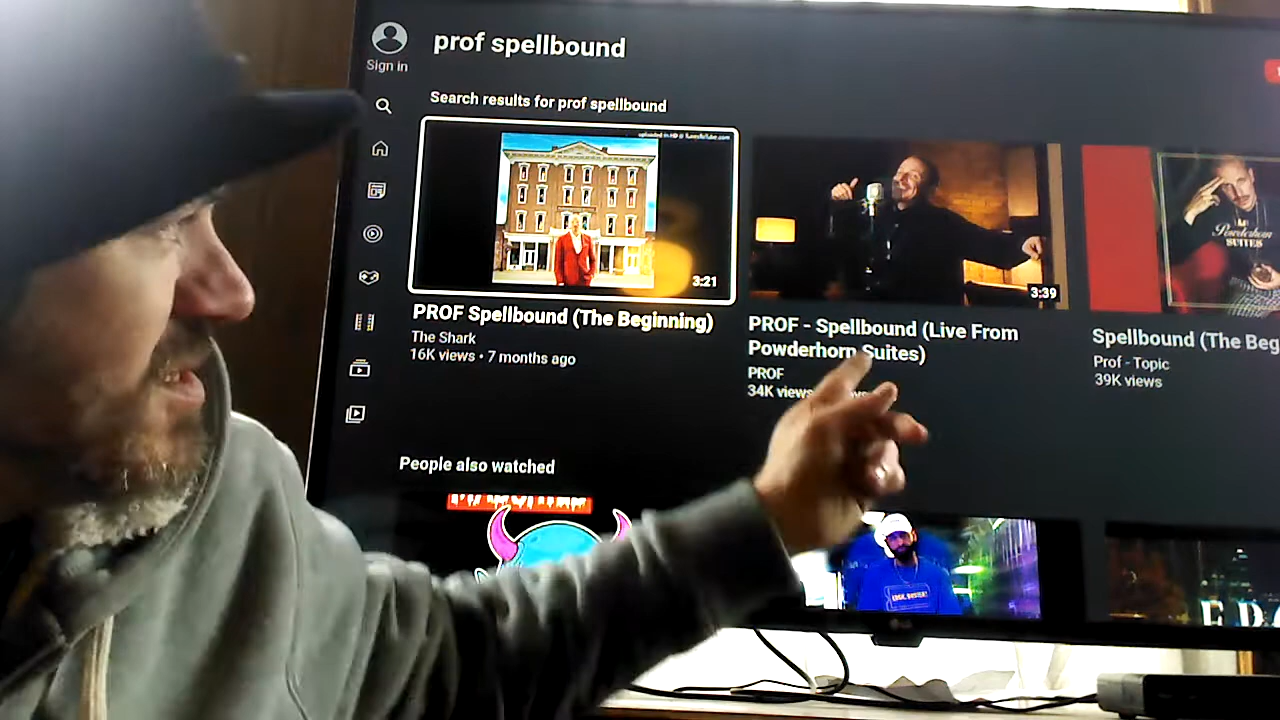 prof spellbound
Sign in
Search results for prof spellbound
3:21
PROF Spellbound (The Beginning)
The Shark
16K views • 7 months ago
3:39
PROF - Spellbound (Live From
Powderhorn Suites)
PROF
34K views
Powderhorn
SUITES
Spellbound (The Beg
Prof - Topic
39K views
People also watched